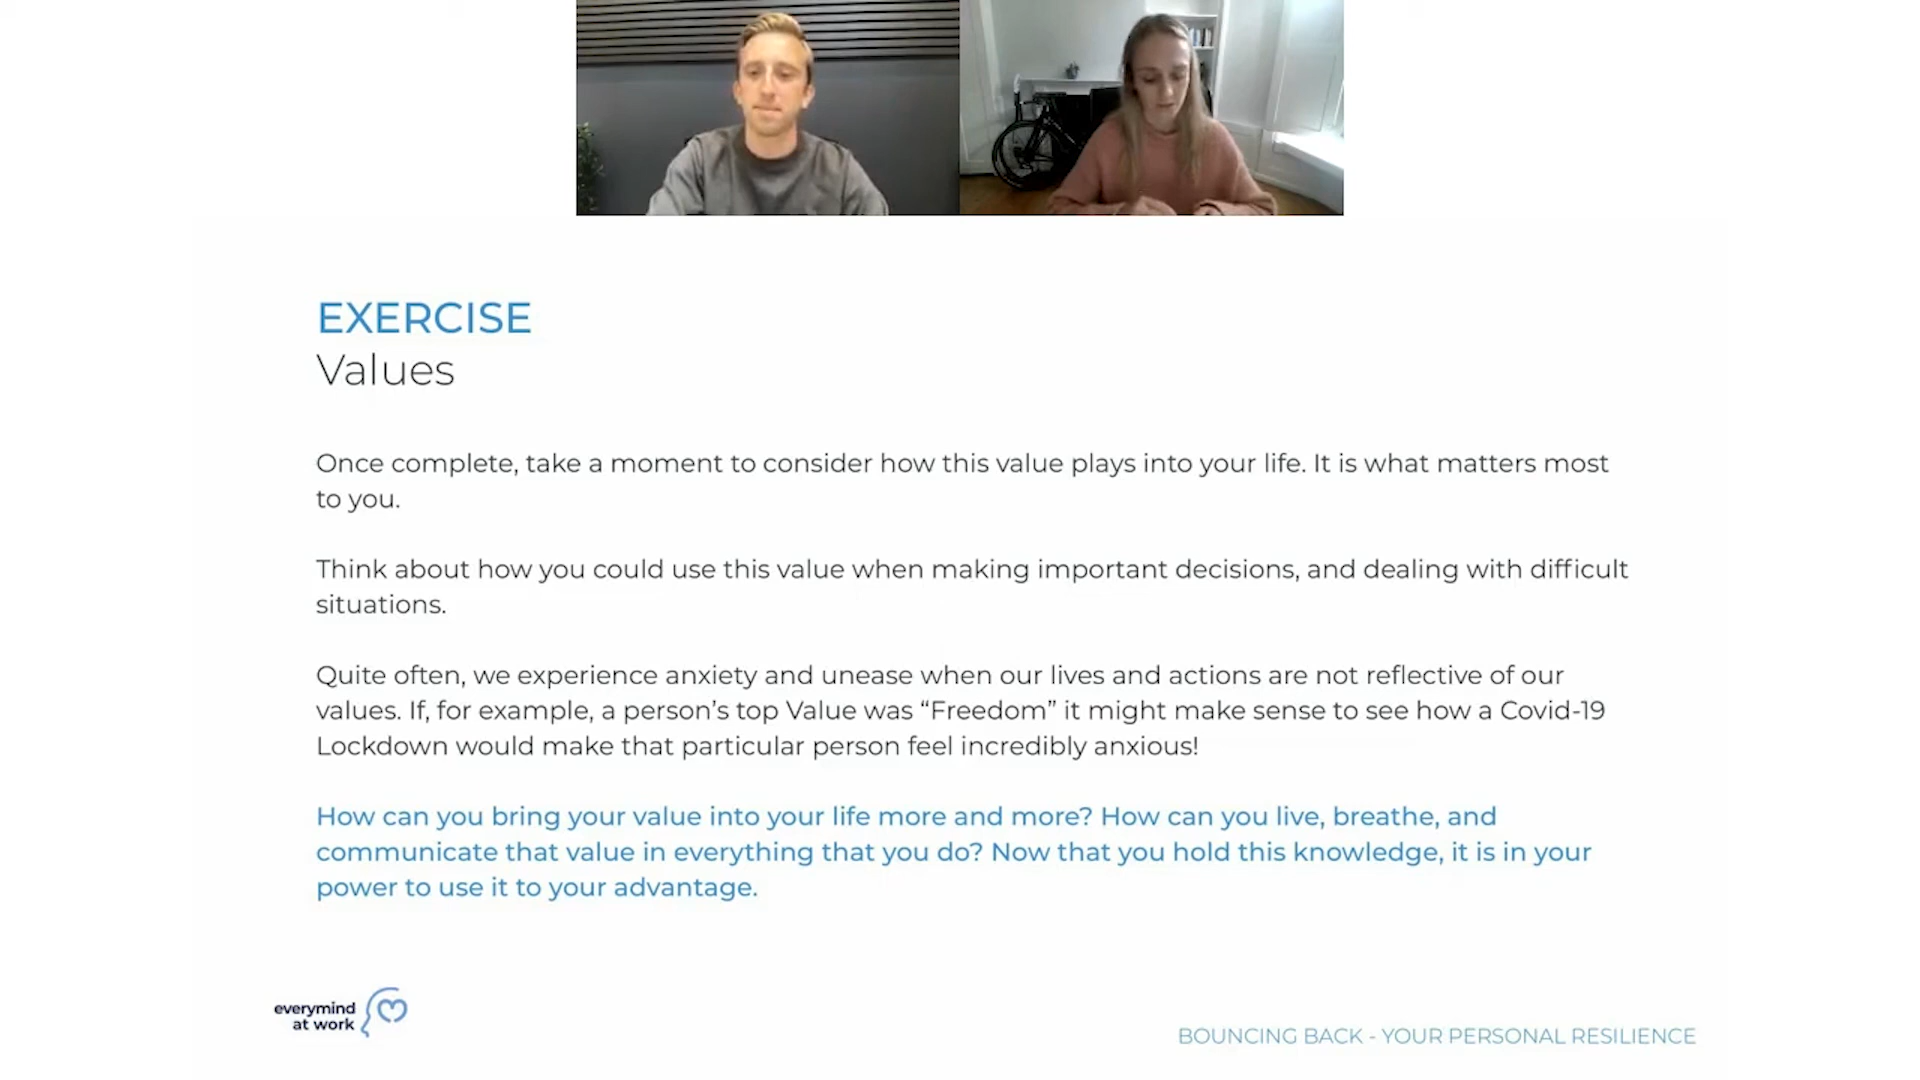 EXERCISE
Values
Once complete, take a moment to consider how this value plays into your life. It is what matters most
to you.
Think about how you could use this value when making important decisions, and dealing with difficult
situations.
Quite often, we experience anxiety and unease when our lives and actions are not reflective of our
values. If, for example, a person’s top Value was “Freedom” it might make sense to see how a Covid-19
Lockdown would make that particular person feel incredibly anxious!
How can you bring your value into your life more and more? How can you live, breathe, and
communicate that value in everything that you do? Now that you hold this knowledge, it is in your
power to use it to your advantage.
everymind
at work
BOUNCING BACK - YOUR PERSONAL RESILIENCE